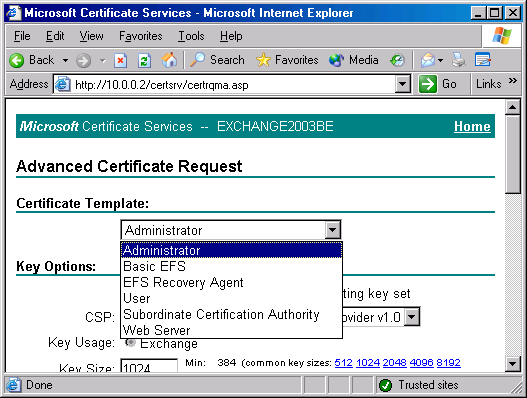 Microsoft Certificate Services - Microsoft Internet Explorer
File Edit View Favorites Tools Help
Back Search Favorites Media
Address http://10.0.0.2/certsrv/certrqma.asp Go Links »
Microsoft Certificate Services -- EXCHANGE2003BE Home
Advanced Certificate Request
Certificate Template:
Administrator
Administrator
Basic EFS
EFS Recovery Agent
User
Subordinate Certification Authority
Web Server
Key Options:
ting key set
CSP: ovider v1.0
Key Usage: Exchange
Key Size: 1024 Min: 384 (common key sizes: 512 1024 2048 4096 8192
Done Trusted sites